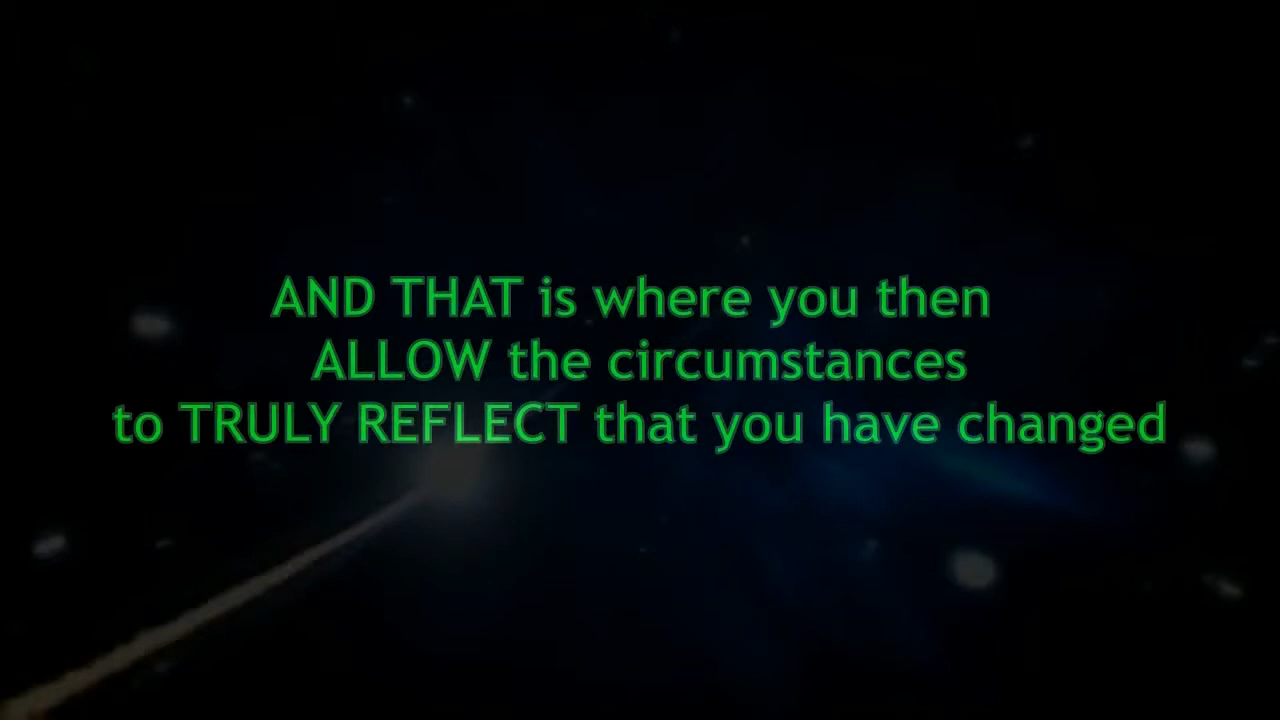 AND THAT is where you then
ALLOW the circumstances
to TRULY REFLECT that you have changed